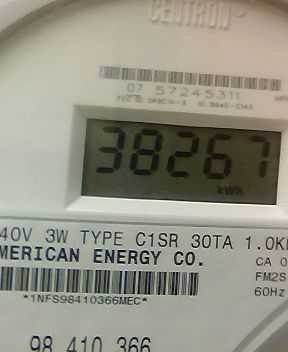 CENTRON®
07 57245311
38267
kWh
40V 3W TYPE C1SR 30TA 1.0K
MERICAN ENERGY CO.
CA 0
FM2S
60Hz
*1NFS98410366MEC*
98 410 366